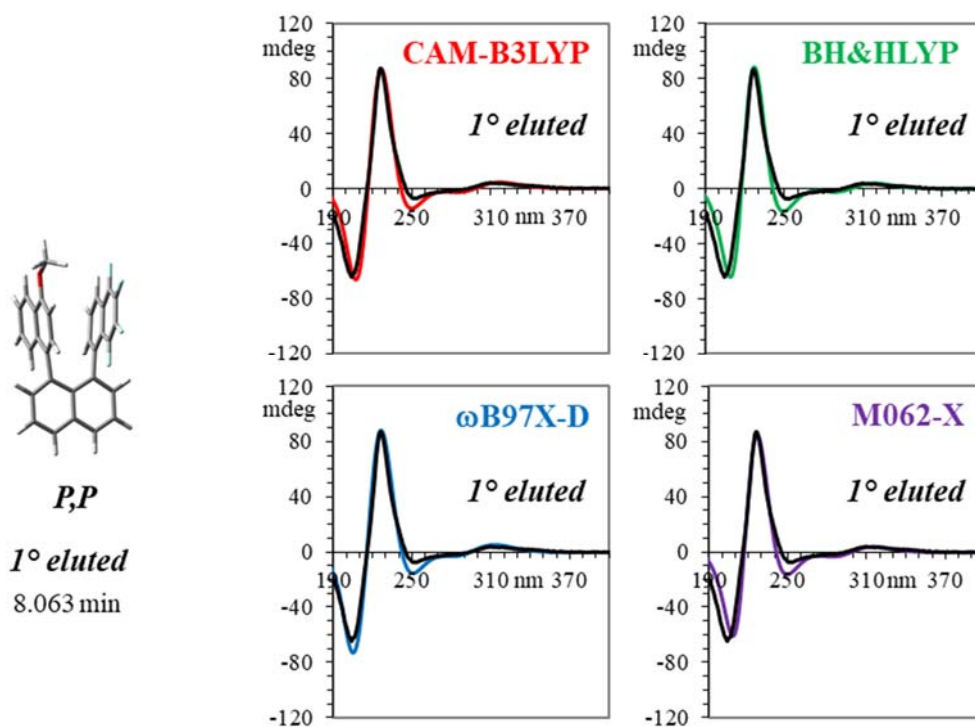 120
mdeg
80
40
0
-40
-80
-120
190
250
310 nm 370
CAM-B3LYP
1° eluted
120
mdeg
80
40
0
-40
-80
-120
190
250
310 nm 370
BH&HLYP
1° eluted
P,P
1° eluted
8.063 min
120
mdeg
80
40
0
-40
-80
-120
190
250
310 nm 370
ωB97X-D
1° eluted
120
mdeg
80
40
0
-40
-80
-120
190
250
310 nm 370
M062-X
1° eluted